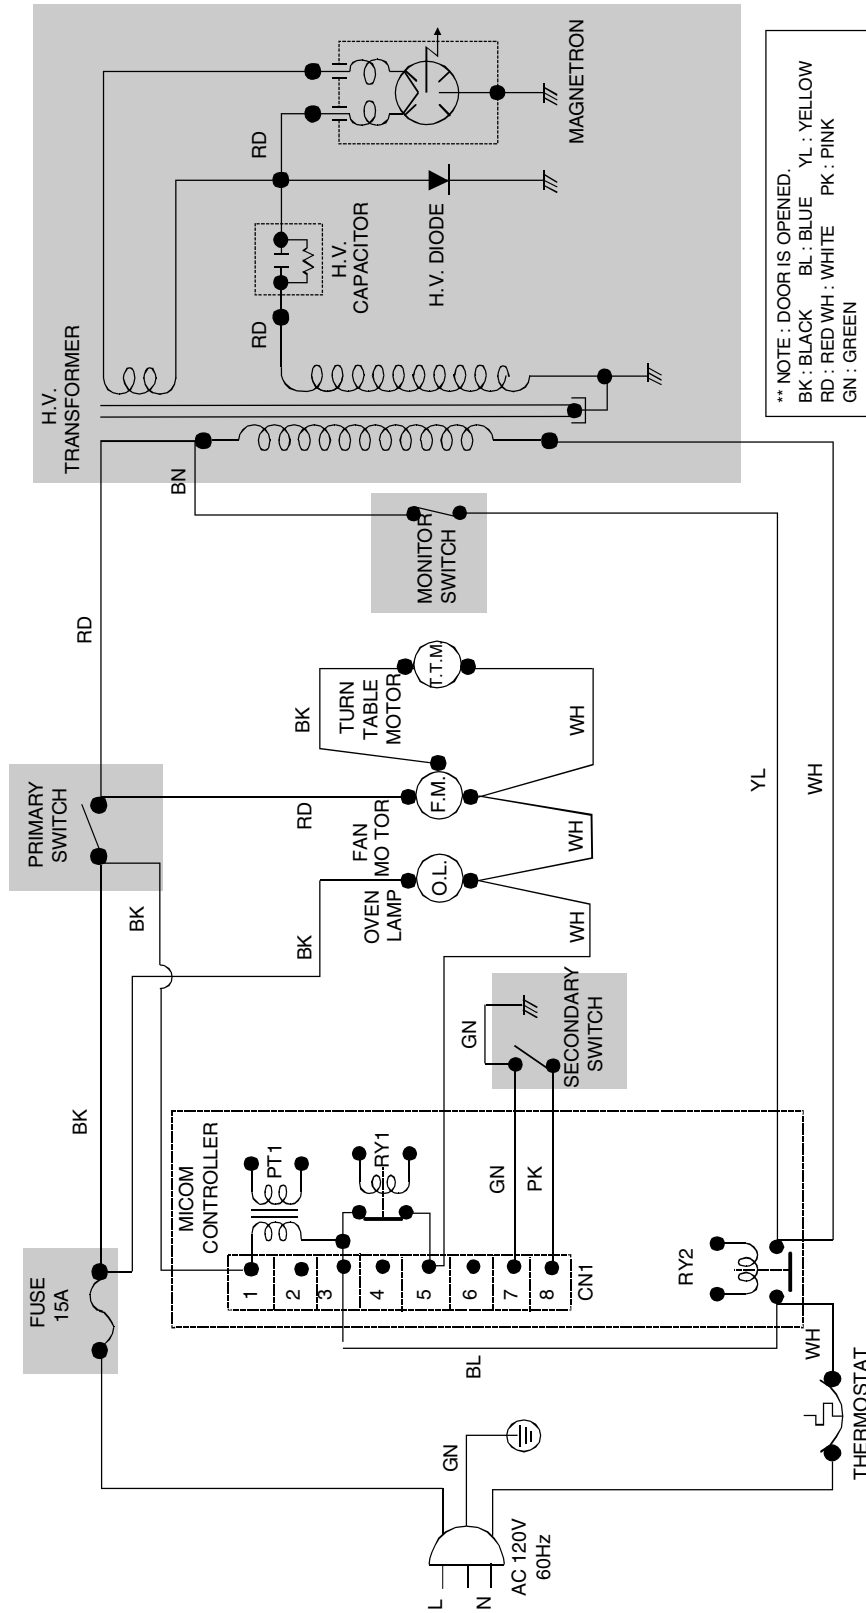 L
N
AC 120V
60Hz
GN
FUSE
15A
BK
BK
PRIMARY
SWITCH
RD
H.V.
TRANSFORMER
BN
RD
H.V.
CAPACITOR
RD
H.V. DIODE
MAGNETRON
MICOM
CONTROLLER
PT1
RY1
1
2
3
4
5
6
7
8
CN1
BL
GN
PK
GN
SECONDARY
SWITCH
BK
OVEN
LAMP
O.L.
WH
FAN
MO TOR
F.M.
RD
WH
BK
TURN
TABLE
MOTOR
T.T.M.
WH
MONITOR
SWITCH
RY2
YL
WH
WH
THERMOSTAT
** NOTE : DOOR IS OPENED.
BK : BLACK BL : BLUE YL : YELLOW
RD : RED WH : WHITE PK : PINK
GN : GREEN